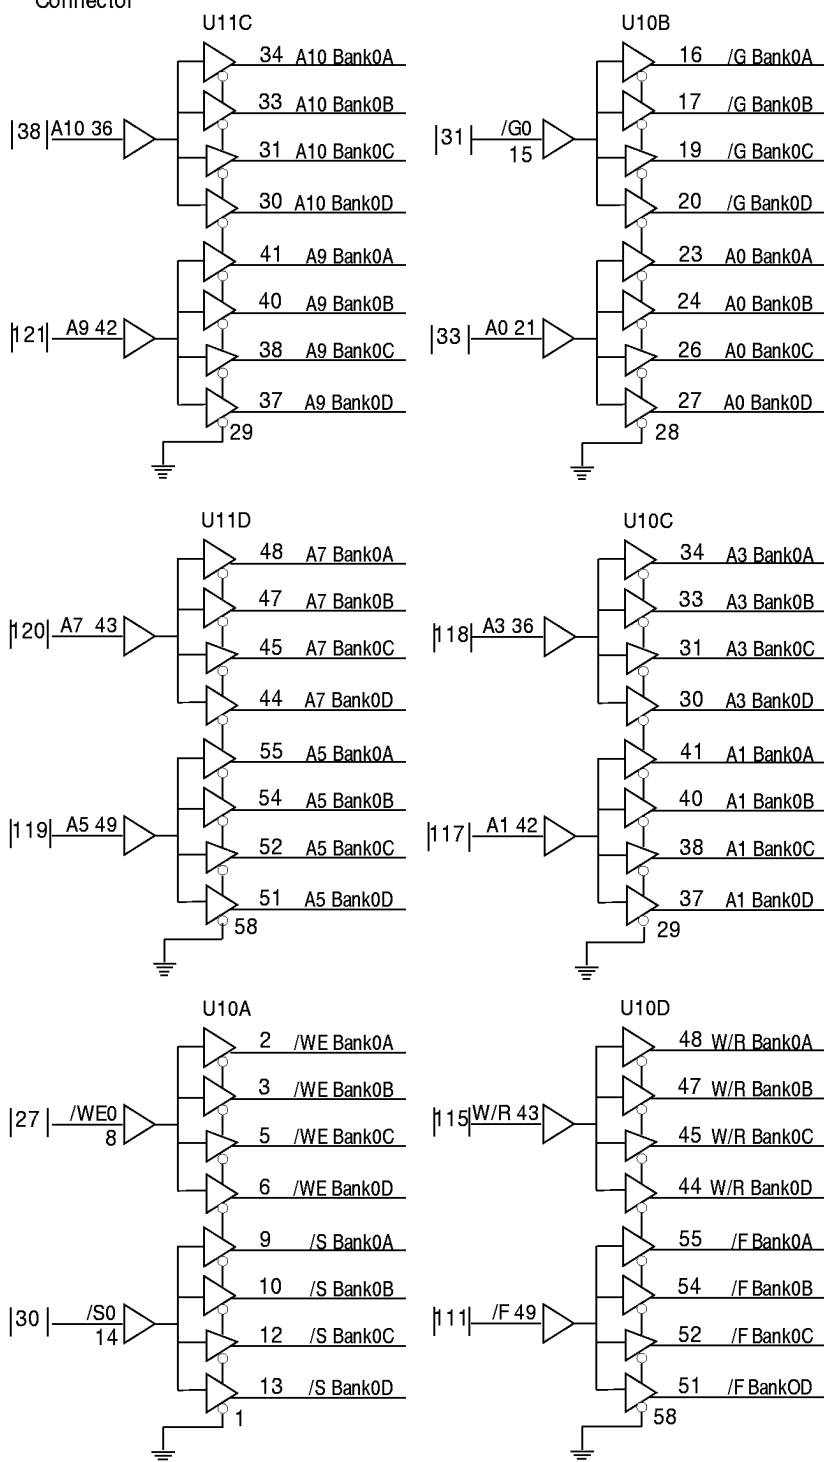 Connector
U11C
34 A10 Bank0A
33 A10 Bank0B
|38| A10 36
31 A10 Bank0C
30 A10 Bank0D
41 A9 Bank0A
40 A9 Bank0B
|121| A9 42
38 A9 Bank0C
37 A9 Bank0D
29
U10B
16 /G Bank0A
17 /G Bank0B
|31| /G0
15
19 /G Bank0C
20 /G Bank0D
23 A0 Bank0A
24 A0 Bank0B
|33| A0 21
26 A0 Bank0C
27 A0 Bank0D
28
U11D
48 A7 Bank0A
47 A7 Bank0B
|120| A7 43
45 A7 Bank0C
44 A7 Bank0D
55 A5 Bank0A
54 A5 Bank0B
|119| A5 49
52 A5 Bank0C
51 A5 Bank0D
58
U10C
34 A3 Bank0A
33 A3 Bank0B
|118| A3 36
31 A3 Bank0C
30 A3 Bank0D
41 A1 Bank0A
40 A1 Bank0B
|117| A1 42
38 A1 Bank0C
37 A1 Bank0D
29
U10A
2 /WE Bank0A
3 /WE Bank0B
|27| /WE0
8
5 /WE Bank0C
6 /WE Bank0D
9 /S Bank0A
10 /S Bank0B
|30| /S0
14
12 /S Bank0C
13 /S Bank0D
1
U10D
48 W/R Bank0A
47 W/R Bank0B
|115| W/R 43
45 W/R Bank0C
44 W/R Bank0D
55 /F Bank0A
54 /F Bank0B
|111| /F 49
52 /F Bank0C
51 /F BankOD
58